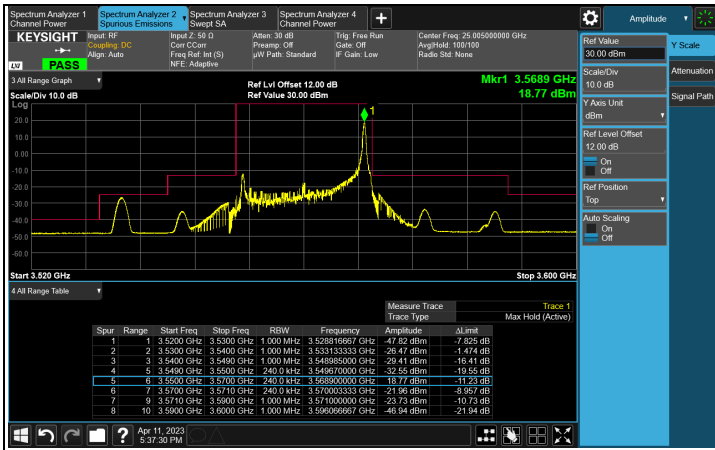 Spectrum Analyzer 1
Channel Power
Spectrum Analyzer 2
Spurious Emissions
Spectrum Analyzer 3
Swept SA
Spectrum Analyzer 4
Channel Power
Amplitude
KEYSIGHT
Input: RF
Coupling: DC
Align: Auto
Input Z: 50 Ω
Corr CCorr
Freq Ref: Int (S)
NFE: Adaptive
Atten: 30 dB
Preamp: Off
µW Path: Standard
Trig: Free Run
Gate: Off
IF Gain: Low
Center Freq: 25.005000000 GHz
Avg|Hold: 100/100
Radio Std: None
LXI
PASS
3 All Range Graph
Scale/Div 10.0 dB
Ref Lvl Offset 12.00 dB
Ref Value 30.00 dBm
Mkr1 3.5689 GHz
18.77 dBm
Log
20.0
10.0
0.00
-10.0
-20.0
-30.0
-40.0
-50.0
-60.0
1
Start 3.520 GHz
Stop 3.600 GHz
4 All Range Table
Measure Trace Trace 1
Trace Type Max Hold (Active)
Spur Range Start Freq Stop Freq RBW Frequency Amplitude ΔLimit
1 1 3.5200 GHz 3.5300 GHz 1.000 MHz 3.528816667 GHz -47.82 dBm -7.825 dB
2 2 3.5300 GHz 3.5400 GHz 1.000 MHz 3.533133333 GHz -26.47 dBm -1.474 dB
3 3 3.5400 GHz 3.5490 GHz 1.000 MHz 3.548985000 GHz -29.41 dBm -16.41 dB
4 5 3.5490 GHz 3.5500 GHz 240.0 kHz 3.549670000 GHz -32.55 dBm -19.55 dB
5 6 3.5500 GHz 3.5700 GHz 240.0 kHz 3.568900000 GHz 18.77 dBm -11.23 dB
6 7 3.5700 GHz 3.5710 GHz 240.0 kHz 3.570003333 GHz -21.96 dBm -8.957 dB
7 9 3.5710 GHz 3.5900 GHz 1.000 MHz 3.571000000 GHz -23.73 dBm -10.73 dB
8 10 3.5900 GHz 3.6000 GHz 1.000 MHz 3.596066667 GHz -46.94 dBm -21.94 dB
Ref Value
30.00 dBm
Scale/Div
10.0 dB
Y Axis Unit
dBm
Ref Level Offset
12.00 dB
On
Off
Ref Position
Top
Auto Scaling
On
Off
Y Scale
Attenuation
Signal Path
?
Apr 11, 2023
5:37:30 PM